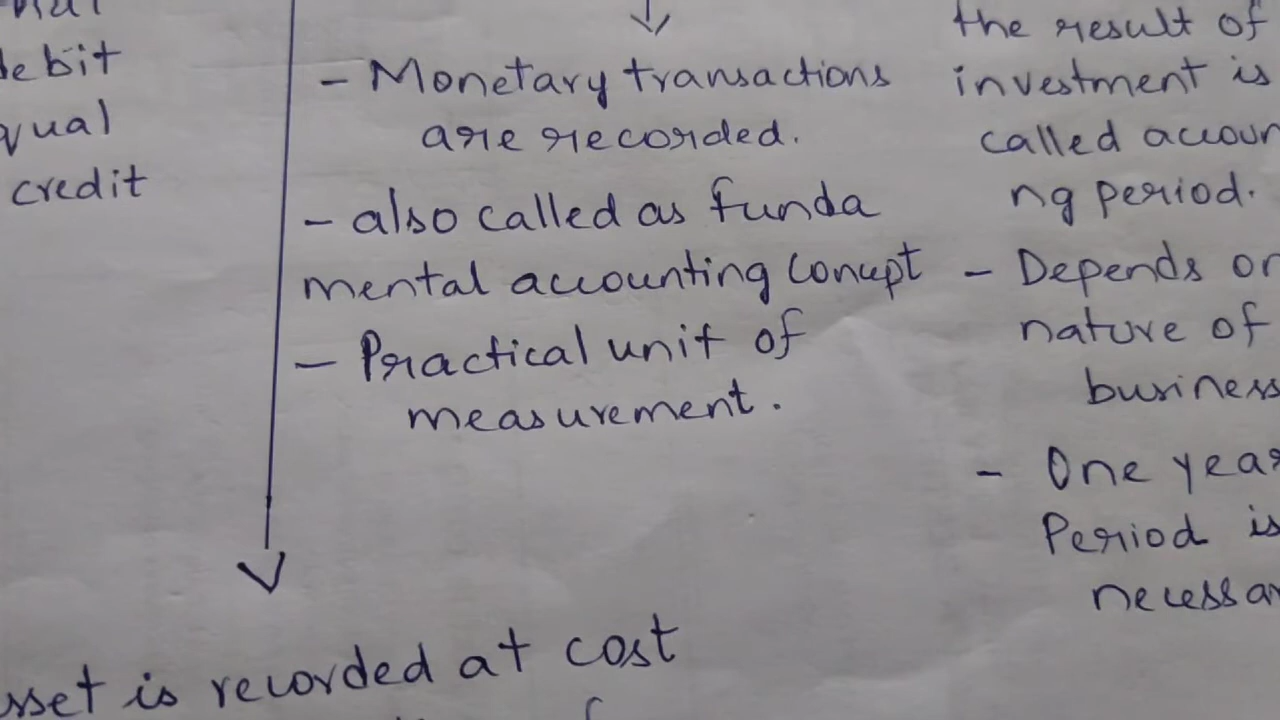 debit
qual
credit
- Monetary transactions
are recorded.
- also called as funda
mental accounting concept
- Practical unit of
measurement.
the result of
investment is
called accoun
ng period.
- Depends on
nature of
business
- One year
Period is
necessar
sset is recorded at cost